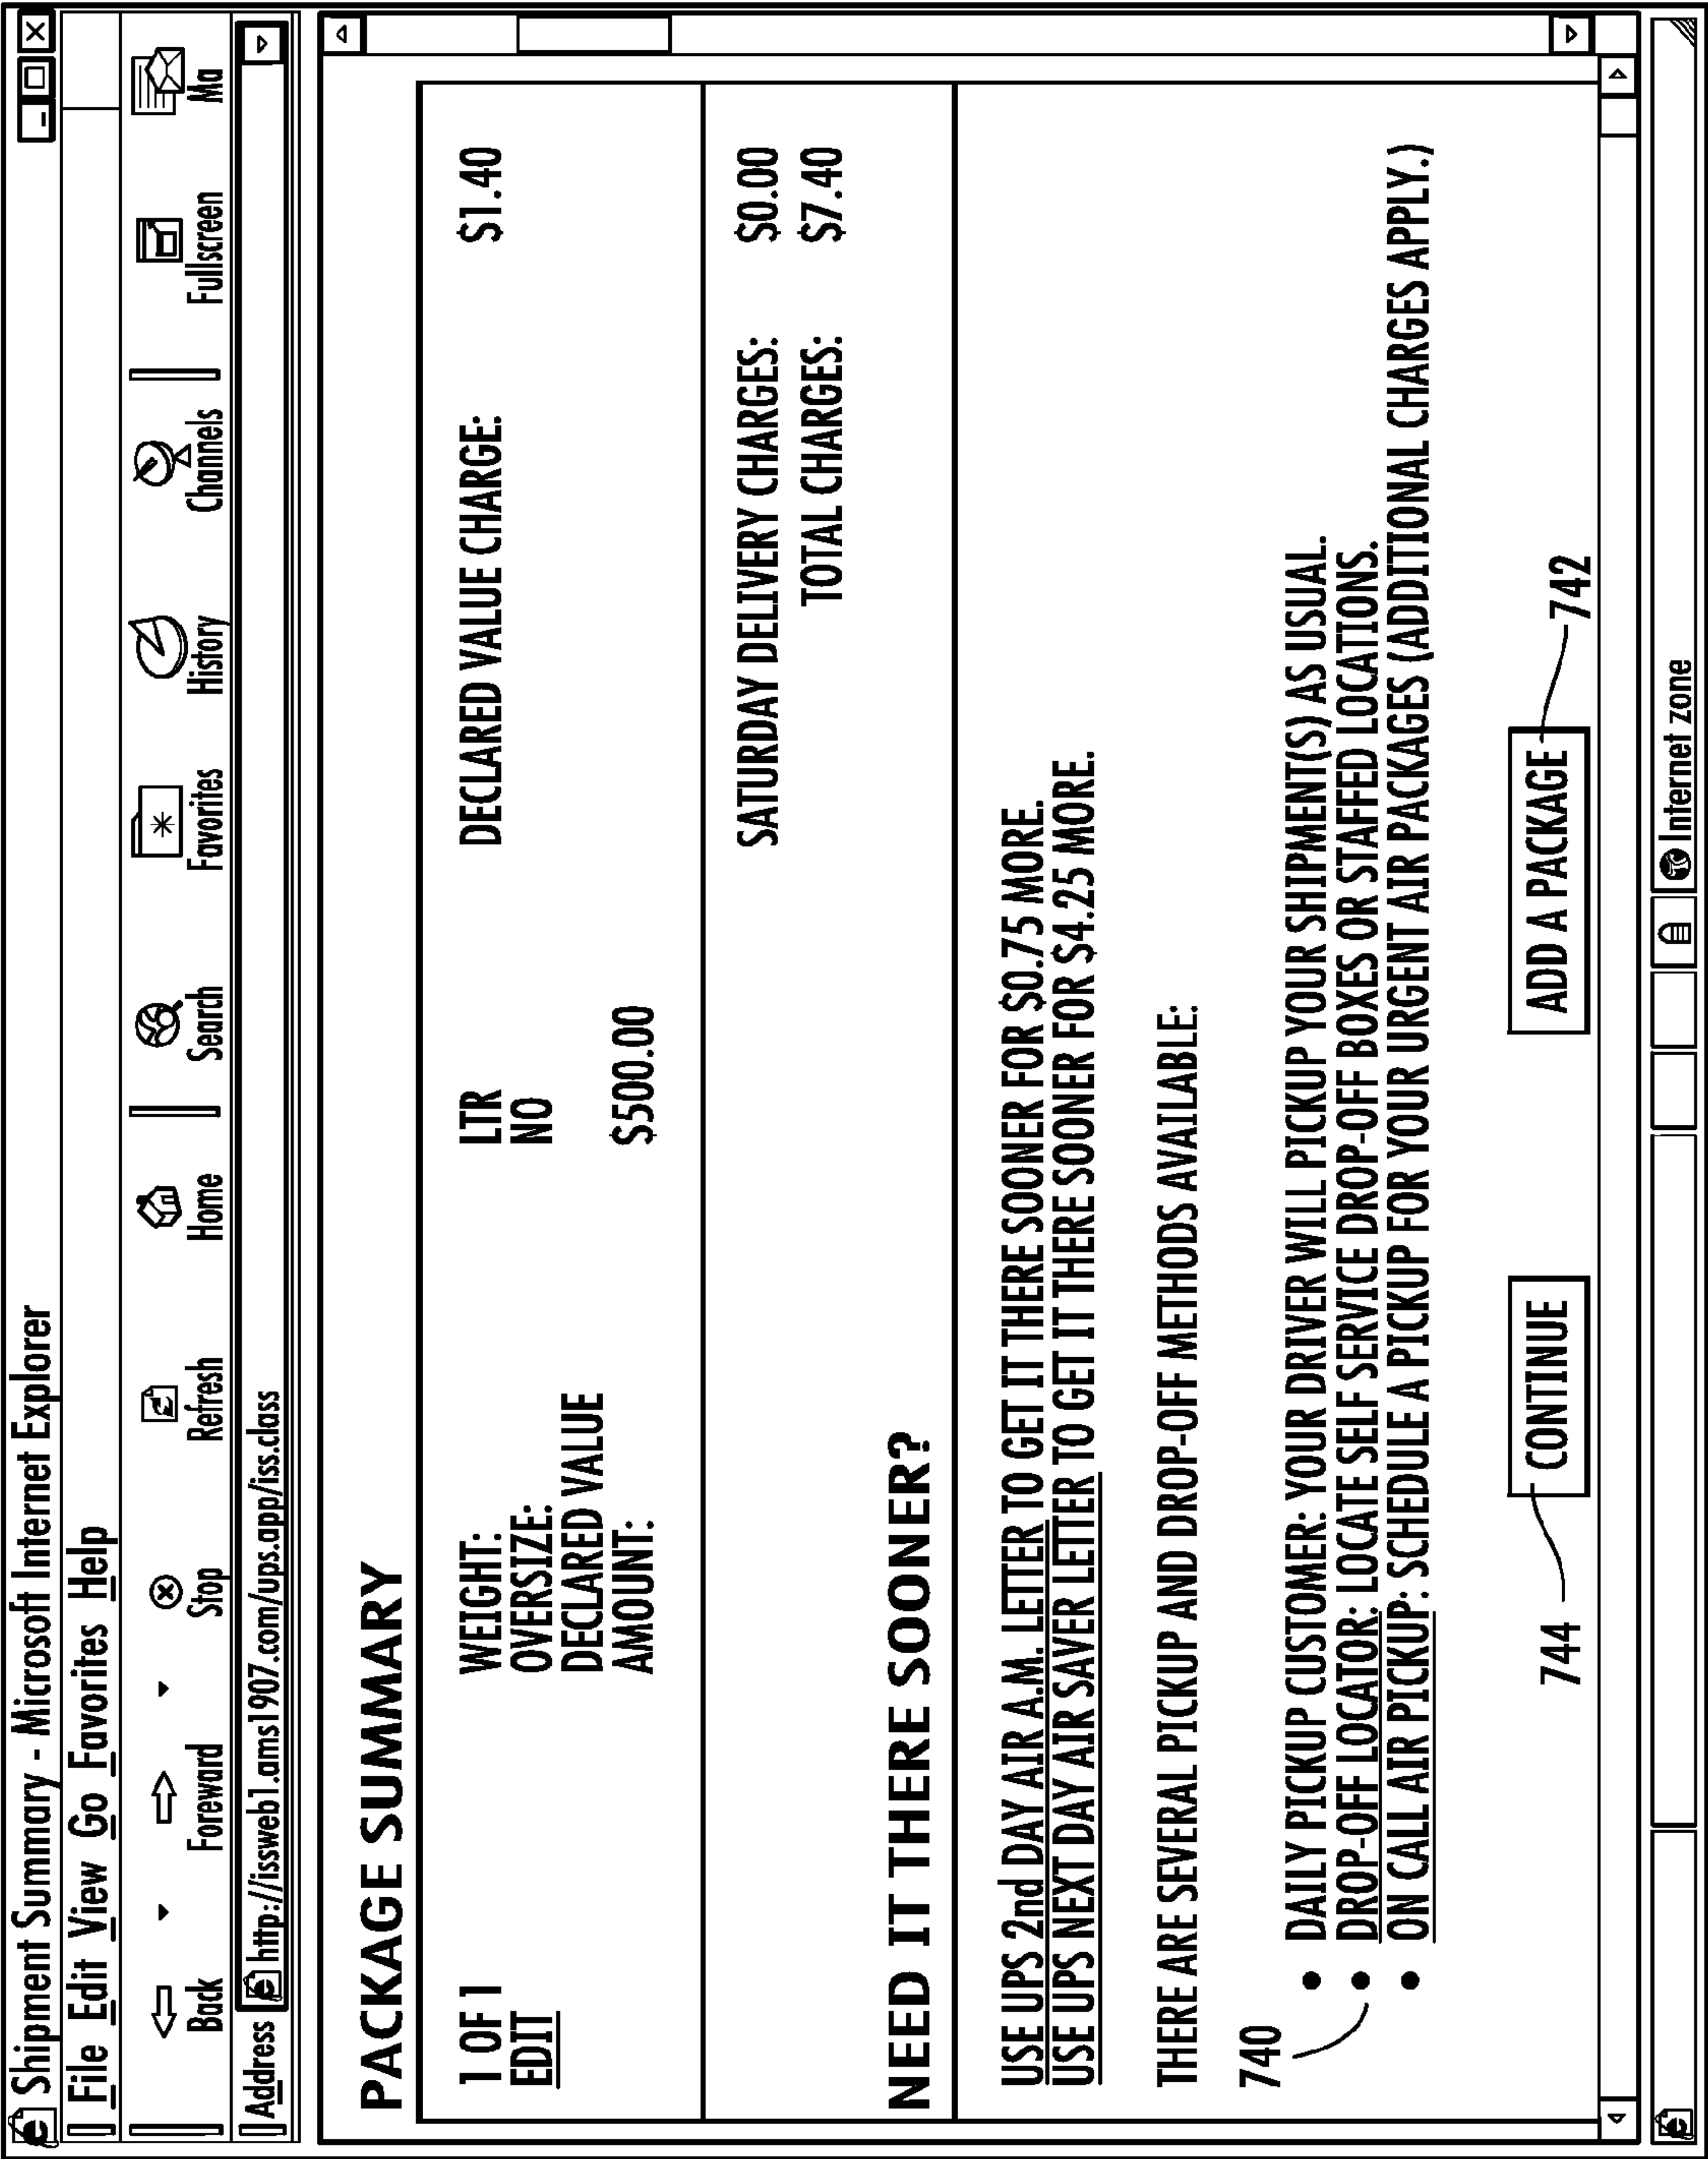 Shipment Summary - Microsoft Internet Explorer
File Edit View Go Favorites Help
Back Foreward Stop Refresh Home Search Favorites History Channels Fullscreen Ma
Address http://issweb1.ams1907.com/ups.app/iss.class
PACKAGE SUMMARY
1 OF 1 WEIGHT: LTR DECLARED VALUE CHARGE: $1.40
EDIT OVERSIZE: NO
DECLARED VALUE
AMOUNT: $500.00
SATURDAY DELIVERY CHARGES: $0.00
TOTAL CHARGES: $7.40
NEED IT THERE SOONER?
USE UPS 2nd DAY AIR A.M. LETTER TO GET IT THERE SOONER FOR $0.75 MORE.
USE UPS NEXT DAY AIR SAVER LETTER TO GET IT THERE SOONER FOR $4.25 MORE.
THERE ARE SEVERAL PICKUP AND DROP-OFF METHODS AVAILABLE:
740
• DAILY PICKUP CUSTOMER: YOUR DRIVER WILL PICKUP YOUR SHIPMENT(S) AS USUAL.
• DROP-OFF LOCATOR: LOCATE SELF SERVICE DROP-OFF BOXES OR STAFFED LOCATIONS.
• ON CALL AIR PICKUP: SCHEDULE A PICKUP FOR YOUR URGENT AIR PACKAGES (ADDITIONAL CHARGES APPLY.)
744 CONTINUE ADD A PACKAGE 742
Internet zone